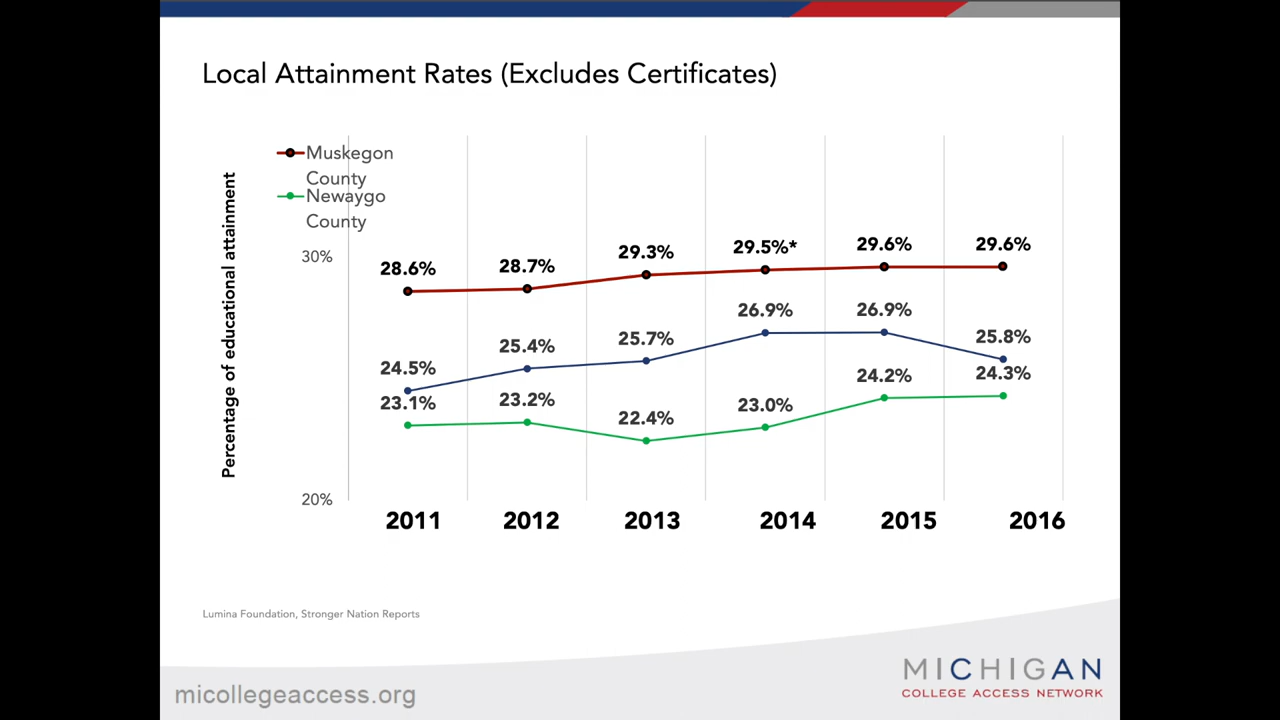 Local Attainment Rates (Excludes Certificates)
Muskegon
County
Newaygo
County
Percentage of educational attainment
30%
20%
28.6%
28.7%
29.3%
29.5%*
29.6%
29.6%
24.5%
25.4%
25.7%
26.9%
26.9%
25.8%
23.1%
23.2%
22.4%
23.0%
24.2%
24.3%
2011
2012
2013
2014
2015
2016
Lumina Foundation, Stronger Nation Reports
micollegeaccess.org
MICHIGAN
COLLEGE ACCESS NETWORK